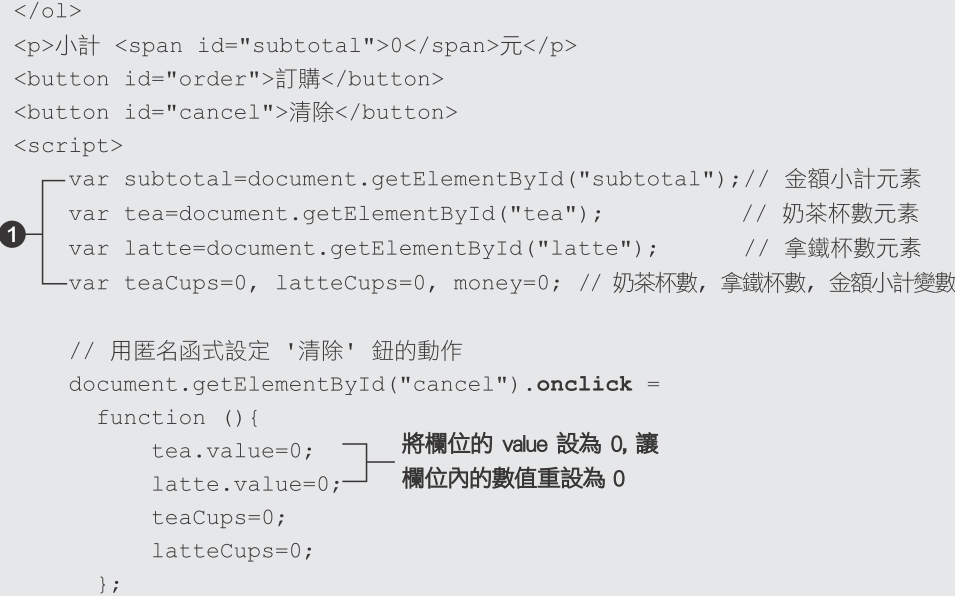 </ol>
<p>小計 <span id="subtotal">0</span>元</p>
<button id="order">訂購</button>
<button id="cancel">清除</button>
<script>
var subtotal=document.getElementById("subtotal");// 金額小計元素
var tea=document.getElementById("tea"); // 奶茶杯數元素
❶
var latte=document.getElementById("latte"); // 拿鐵杯數元素
var teaCups=0, latteCups=0, money=0; // 奶茶杯數, 拿鐵杯數, 金額小計變數
// 用匿名函式設定 '清除' 鈕的動作
document.getElementById("cancel").onclick =
function (){
tea.value=0;
將欄位的 value 設為 0, 讓
latte.value=0;
欄位內的數值重設為 0
teaCups=0;
latteCups=0;
};